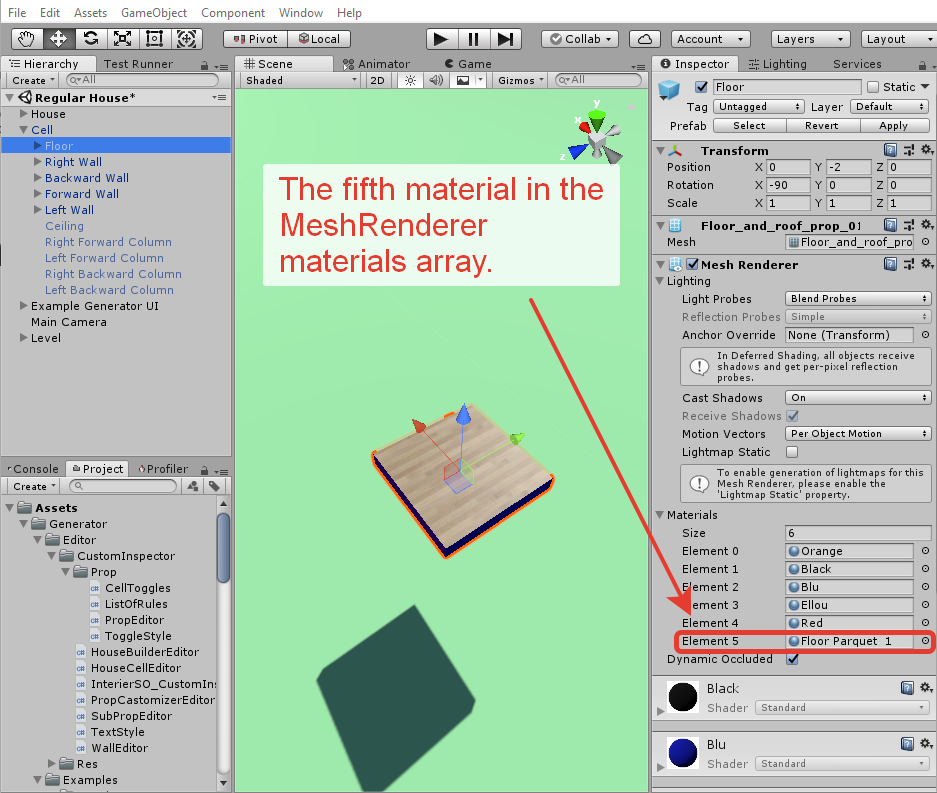 File Edit Assets GameObject Component Window Help
Pivot Local Collab Account Layers Layout
Hierarchy Test Runner
Create All
Regular House*
House
Cell
Floor
Right Wall
Backward Wall
Forward Wall
Left Wall
Ceiling
Right Forward Column
Left Forward Column
Right Backward Column
Left Backward Column
Example Generator UI
Main Camera
Level
Console Project Profiler
Create
Assets
Generator
Editor
CustomInspector
Prop
CellToggles
ListOfRules
PropEditor
ToggleStyle
HouseBuilderEditor
HouseCellEditor
InterierSO_CustomIns
PropCastomizerEditor
SubPropEditor
TextStyle
WallEditor
Res
Examples
Scene Animator Game
Shaded 2D Gizmos All
y
x
z
The fifth material in the
MeshRenderer
materials array.
Inspector Lighting Services
Floor Static
Tag Untagged Layer Default
Prefab Select Revert Apply
Transform
Position X 0 Y -2 Z 0
Rotation X -90 Y 0 Z 0
Scale X 1 Y 1 Z 1
Floor_and_roof_prop_01
Mesh Floor_and_roof_pro
Mesh Renderer
Lighting
Light Probes Blend Probes
Reflection Probes Simple
Anchor Override None (Transform)
In Deferred Shading, all objects receive
shadows and get per-pixel reflection
probes.
Cast Shadows On
Receive Shadows
Motion Vectors Per Object Motion
Lightmap Static
To enable generation of lightmaps for this
Mesh Renderer, please enable the
'Lightmap Static' property.
Materials
Size 6
Element 0 Orange
Element 1 Black
Element 2 Blu
Element 3 Ellou
Element 4 Red
Element 5 Floor Parquet 1
Dynamic Occluded
Black
Shader Standard
Blu
Shader Standard